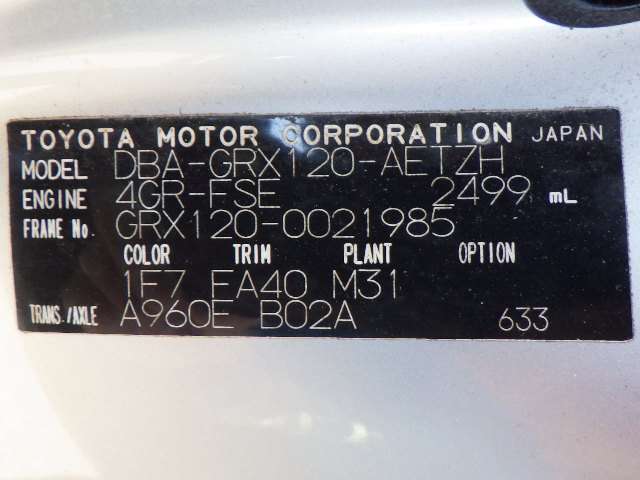 TOYOTA MOTOR CORPORATION JAPAN
MODEL DBA-GRX120-AETZH
ENGINE 4GR-FSE 2499 mL
FRAME No. GRX120-0021985
COLOR TRIM PLANT OPTION
1F7 EA40 M31
TRANS./AXLE A960E B02A 633